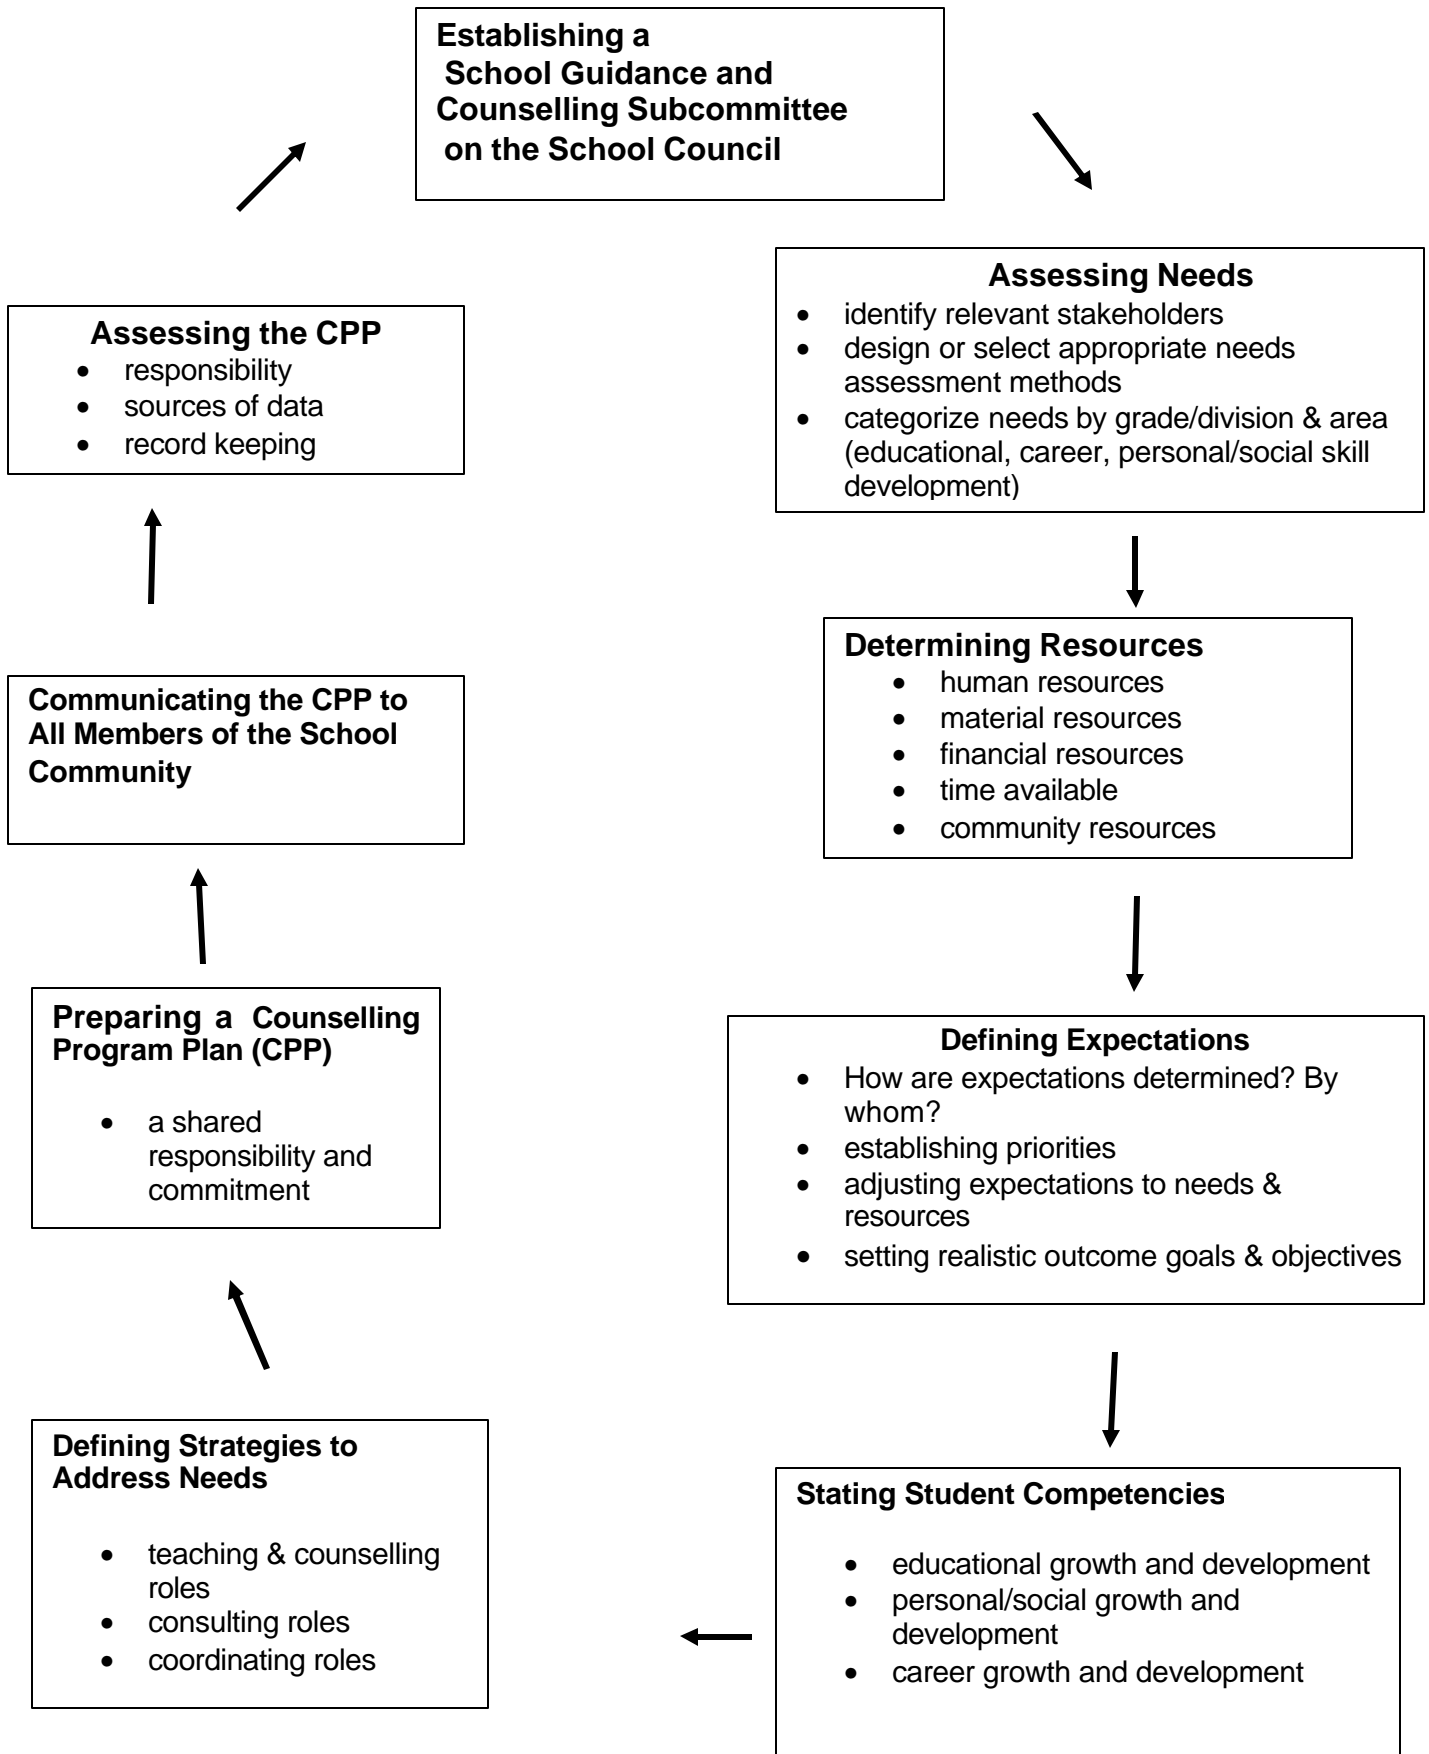 Establishing a
School Guidance and
Counselling Subcommittee
on the School Council
Assessing Needs
• identify relevant stakeholders
• design or select appropriate needs
assessment methods
• categorize needs by grade/division & area
(educational, career, personal/social skill
development)
Determining Resources
• human resources
• material resources
• financial resources
• time available
• community resources
Defining Expectations
• How are expectations determined? By
whom?
• establishing priorities
• adjusting expectations to needs &
resources
• setting realistic outcome goals & objectives
Stating Student Competencies
• educational growth and development
• personal/social growth and
development
• career growth and development
Defining Strategies to
Address Needs
• teaching & counselling
roles
• consulting roles
• coordinating roles
Preparing a Counselling
Program Plan (CPP)
• a shared
responsibility and
commitment
Communicating the CPP to
All Members of the School
Community
Assessing the CPP
• responsibility
• sources of data
• record keeping